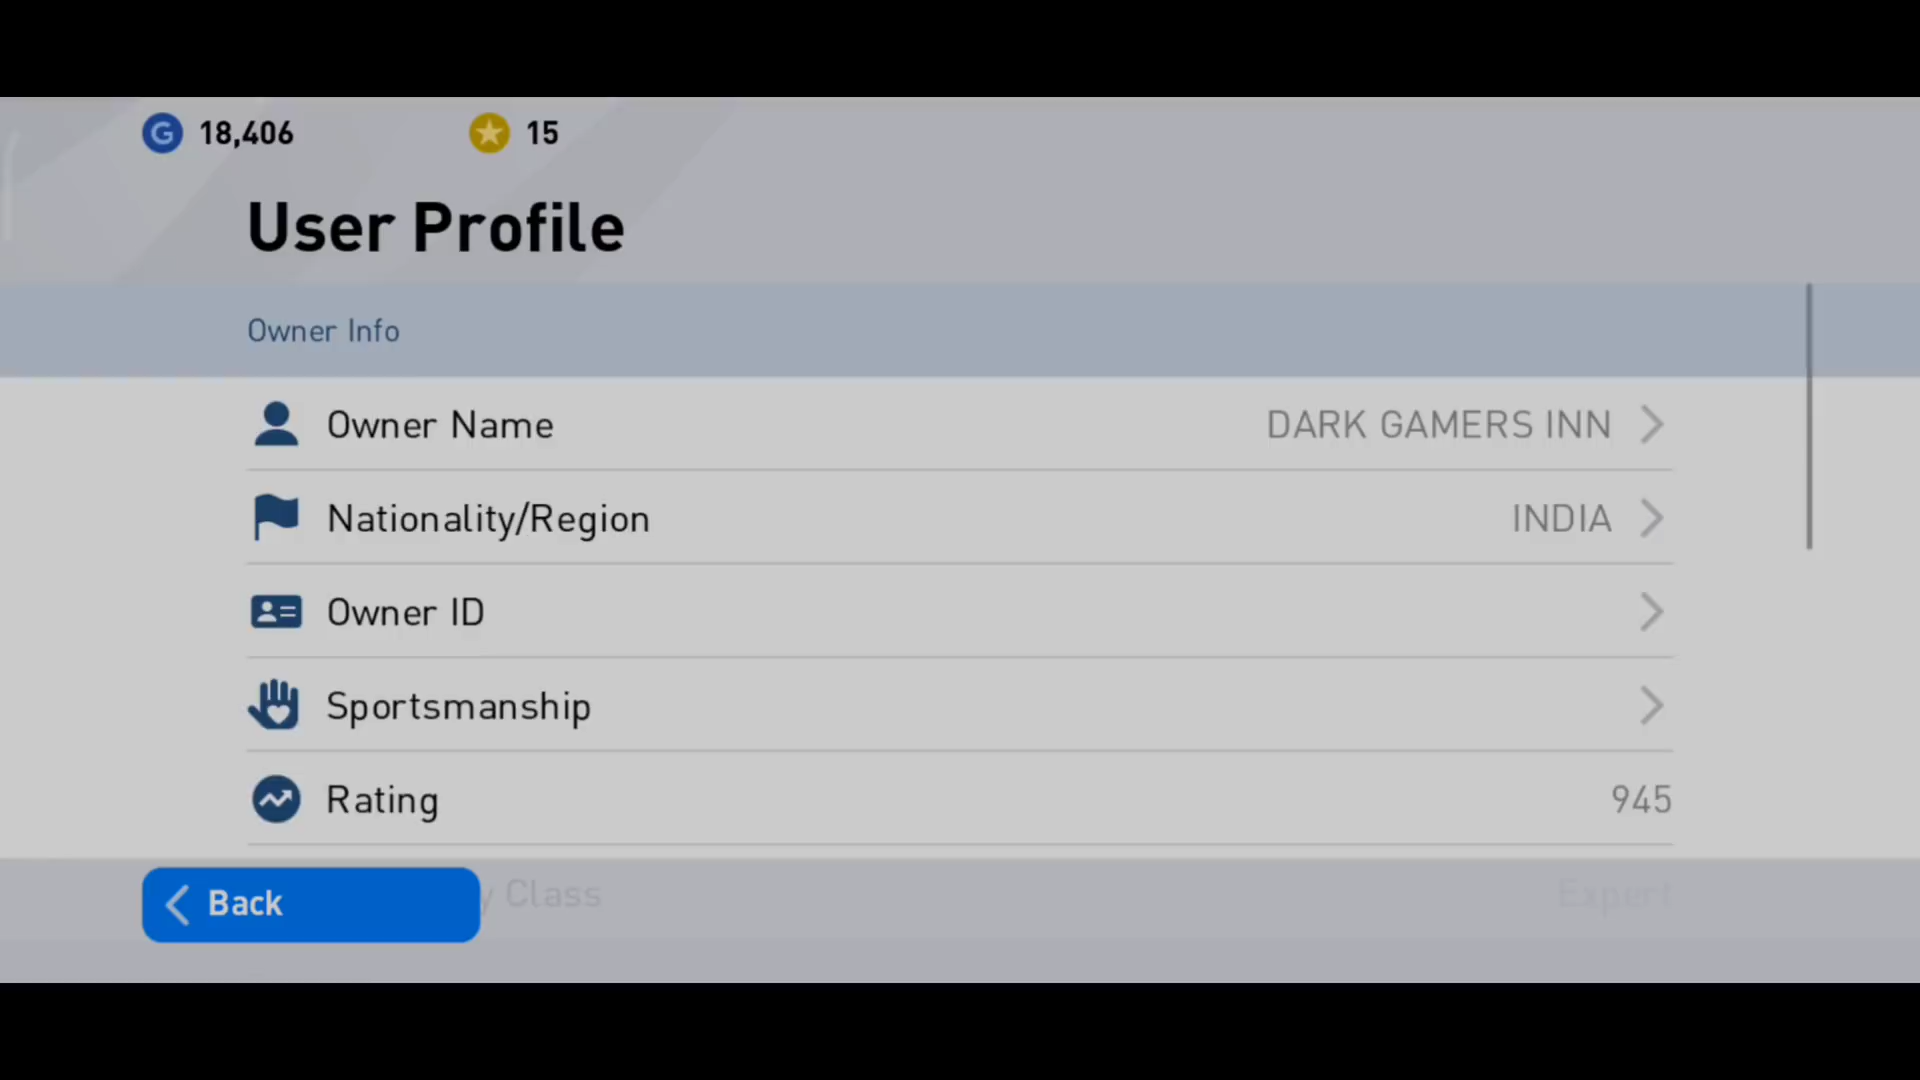 G 18,406 15
User Profile
Owner Info
Owner Name DARK GAMERS INN
Nationality/Region INDIA
Owner ID
Sportsmanship
Rating 945
Back y Class Expert